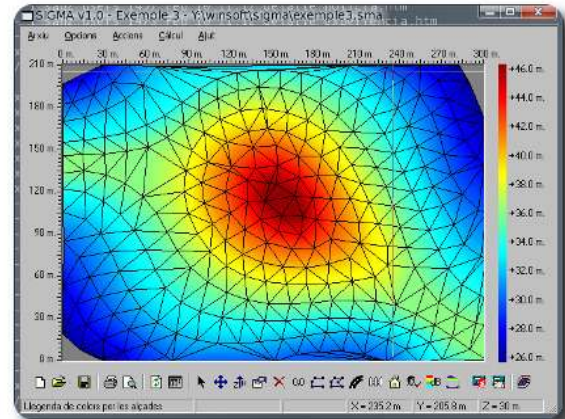 SIGMA v1.0 - Exemple 3 - Y:\winsoft\sigma\exemple3.sma
Arxiu Opcions Accions Càlcul Ajut
0 m. 30 m. 60 m. 90 m. 120 m. 150 m. 180 m. 210 m. 240 m. 270 m. 300 m.
210 m.
180 m.
150 m.
120 m.
90 m.
60 m.
30 m.
0 m.
+46.0 m.
+44.0 m.
+42.0 m.
+40.0 m.
+38.0 m.
+36.0 m.
+34.0 m.
+32.0 m.
+30.0 m.
+28.0 m.
+26.0 m.
Llegenda de colors per les alçades X = 235.2 m Y = 205.8 m Z = 30 m.